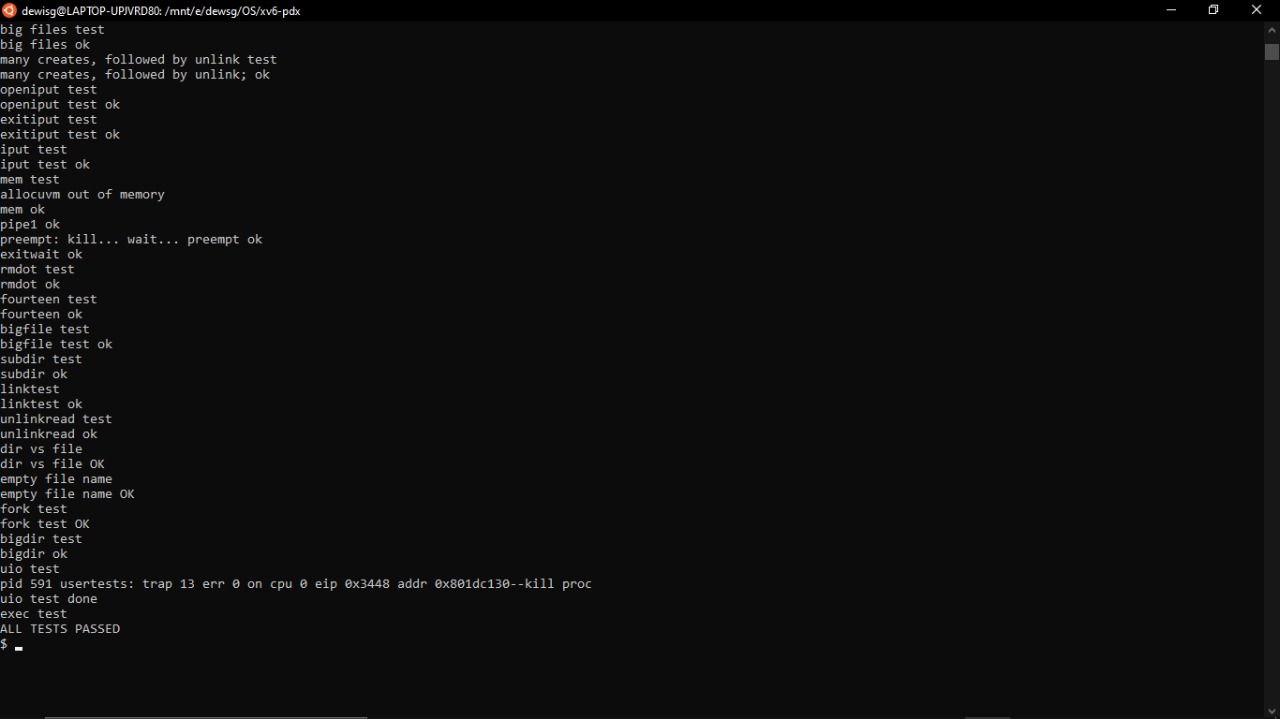 dewisg@LAPTOP-UPJVRD80: /mnt/e/dewsg/OS/xv6-pdx
big files test
big files ok
many creates, followed by unlink test
many creates, followed by unlink; ok
openiput test
openiput test ok
exitiput test
exitiput test ok
iput test
iput test ok
mem test
allocuvm out of memory
mem ok
pipe1 ok
preempt: kill... wait... preempt ok
exitwait ok
rmdot test
rmdot ok
fourteen test
fourteen ok
bigfile test
bigfile test ok
subdir test
subdir ok
linktest
linktest ok
unlinkread test
unlinkread ok
dir vs file
dir vs file OK
empty file name
empty file name OK
fork test
fork test OK
bigdir test
bigdir ok
uio test
pid 591 usertests: trap 13 err 0 on cpu 0 eip 0x3448 addr 0x801dc130--kill proc
uio test done
exec test
ALL TESTS PASSED
$